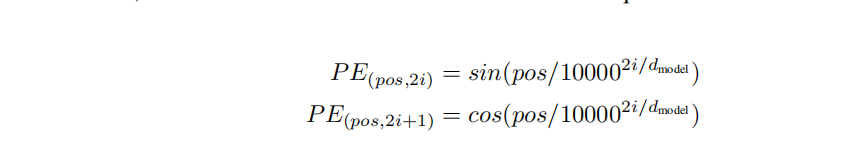 PE_(pos,2i) = sin(pos/10000^2i/d_model)
PE_(pos,2i+1) = cos(pos/10000^2i/d_model)